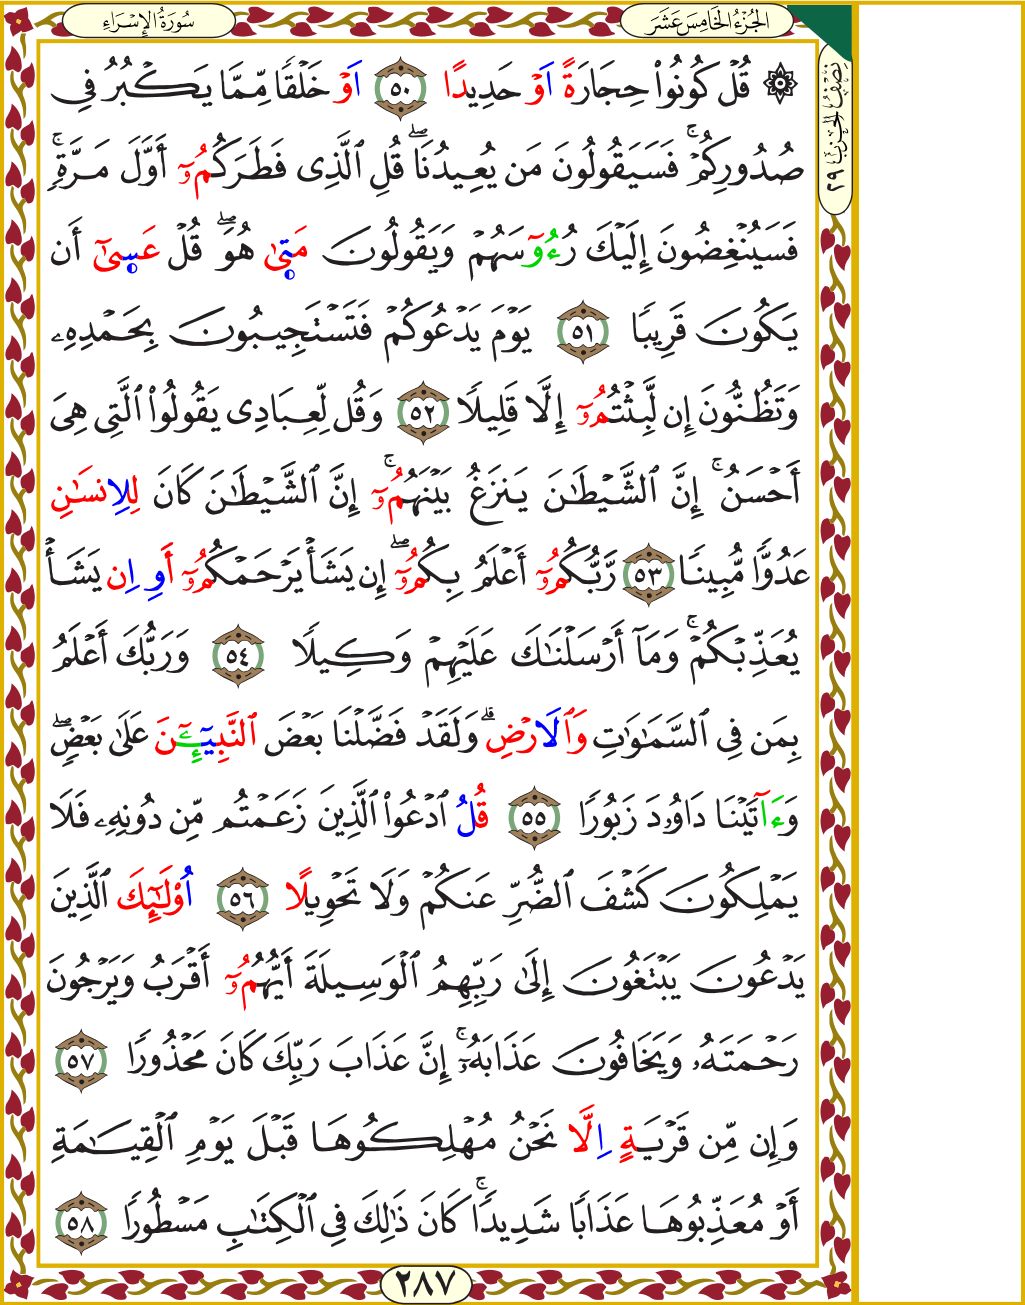 سُورَةُ الإِسْرَاءِ
الجُزْءُ الخَامِسَ عَشَرَ
نِصْفُ الحِزْبِ ٢٩
۞ قُلْ كُونُوا۟ حِجَارَةً اَوْ حَدِيدًا ٥٠ اَوْ خَلْقًا مِّمَّا يَكْبُرُ فِى
صُدُورِكُمْ ۚ فَسَيَقُولُونَ مَن يُعِيدُنَا ۖ قُلِ ٱلَّذِى فَطَرَكُمُۥٓ أَوَّلَ مَرَّةٍ ۚ
فَسَيُنْغِضُونَ إِلَيْكَ رُءُوٓسَهُمْ وَيَقُولُونَ مَتٜىٰ هُوَ ۖ قُلْ عَسٜىٰٓ أَن
يَكُونَ قَرِيبًا ٥١ يَوْمَ يَدْعُوكُمْ فَتَسْتَجِيبُونَ بِحَمْدِهِۦ
وَتَظُنُّونَ إِن لَّبِثْتُمُۥٓ إِلَّا قَلِيلًا ٥٢ وَقُل لِّعِبَادِى يَقُولُوا۟ ٱلَّتِى هِىَ
أَحْسَنُ ۚ إِنَّ ٱلشَّيْطَٰنَ يَنزَغُ بَيْنَهُمُۥٓ ۚ إِنَّ ٱلشَّيْطَٰنَ كَانَ لِلِانسَٰنِ
عَدُوًّا مُّبِينًا ٥٣ رَّبُّكُمُۥٓ أَعْلَمُ بِكُمُۥٓ ۖ إِن يَشَأْ يَرْحَمْكُمُۥٓ أَوِ اِن يَشَأْ
يُعَذِّبْكُمْ ۚ وَمَآ أَرْسَلْنَٰكَ عَلَيْهِمْ وَكِيلًا ٥٤ وَرَبُّكَ أَعْلَمُ
بِمَن فِى ٱلسَّمَٰوَٰتِ وَٱلَارْضِ ۗ وَلَقَدْ فَضَّلْنَا بَعْضَ ٱلنَّبِيٓـِٔينَ عَلَىٰ بَعْضٍ ۖ
وَءَاتَيْنَا دَاوُۥدَ زَبُورًا ٥٥ قُلُ ٱدْعُوا۟ ٱلَّذِينَ زَعَمْتُم مِّن دُونِهِۦ فَلَا
يَمْلِكُونَ كَشْفَ ٱلضُّرِّ عَنكُمْ وَلَا تَحْوِيلًا ٥٦ اُوْلَٰٓئِكَ ٱلَّذِينَ
يَدْعُونَ يَبْتَغُونَ إِلَىٰ رَبِّهِمُ ٱلْوَسِيلَةَ أَيُّهُمُۥٓ أَقْرَبُ وَيَرْجُونَ
رَحْمَتَهُۥ وَيَخَافُونَ عَذَابَهُۥٓ ۚ إِنَّ عَذَابَ رَبِّكَ كَانَ مَحْذُورًا ٥٧
وَإِن مِّن قَرْيَةٍ اِلَّا نَحْنُ مُهْلِكُوهَا قَبْلَ يَوْمِ ٱلْقِيَٰمَةِ
أَوْ مُعَذِّبُوهَا عَذَابًا شَدِيدًا ۚ كَانَ ذَٰلِكَ فِى ٱلْكِتَٰبِ مَسْطُورًا ٥٨
٢٨٧